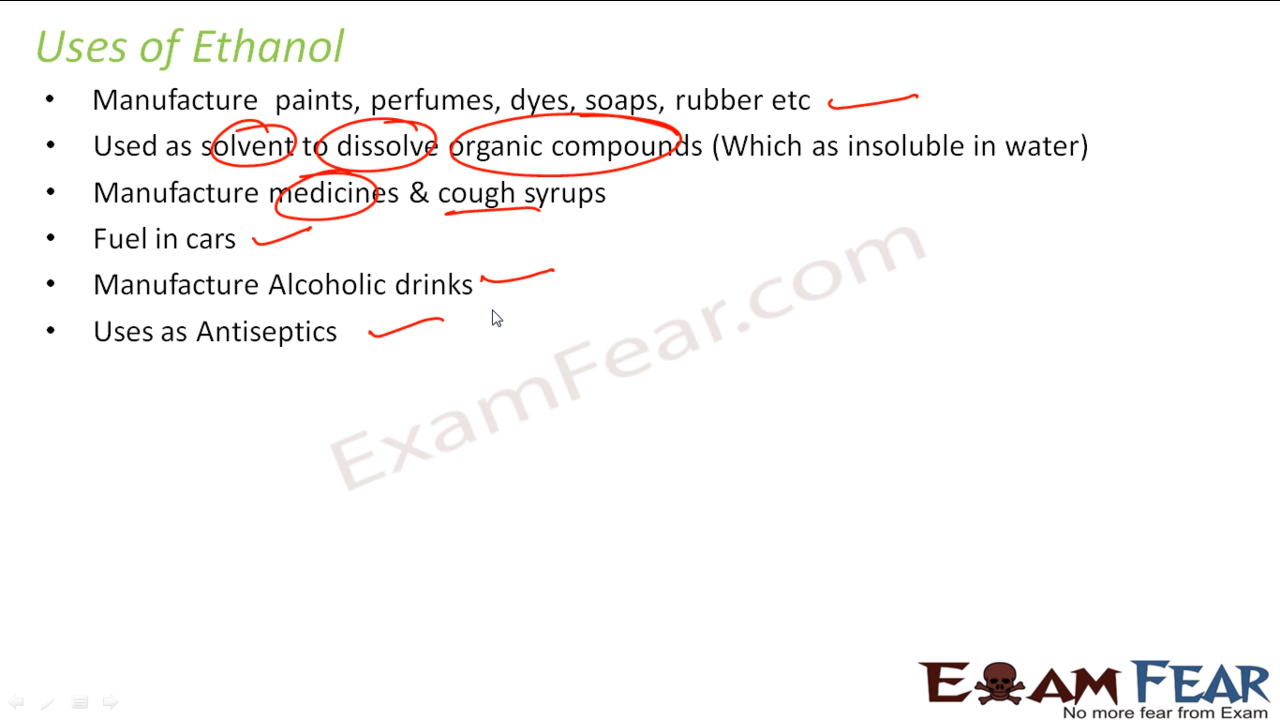 Uses of Ethanol
• Manufacture paints, perfumes, dyes, soaps, rubber etc
• Used as solvent to dissolve organic compounds (Which as insoluble in water)
• Manufacture medicines & cough syrups
• Fuel in cars
• Manufacture Alcoholic drinks
• Uses as Antiseptics
ExamFear.com
EXAM FEAR
No more fear from Exam